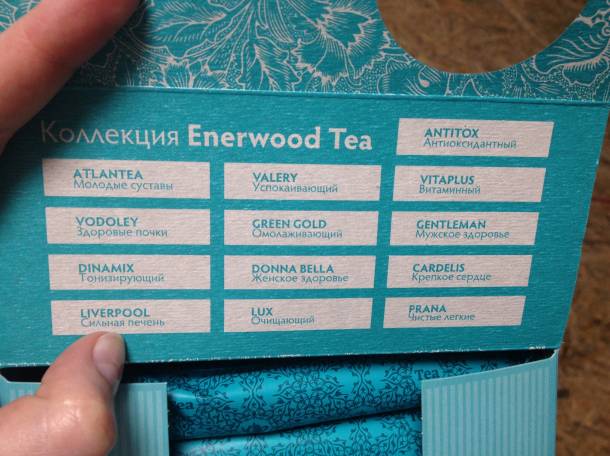 Коллекция Enerwood Tea
ANTITOX
Антиоксидантный
ATLANTEA
Молодые суставы
VALERY
Успокаивающий
VITAPLUS
Витаминный
VODOLEY
Здоровые почки
GREEN GOLD
Омолаживающий
GENTLEMAN
Мужское здоровье
DINAMIX
Тонизирующий
DONNA BELLA
Женское здоровье
CARDELIS
Крепкое сердце
LIVERPOOL
Сильная печень
LUX
Очищающий
PRANA
Чистые легкие
Tea
Tea